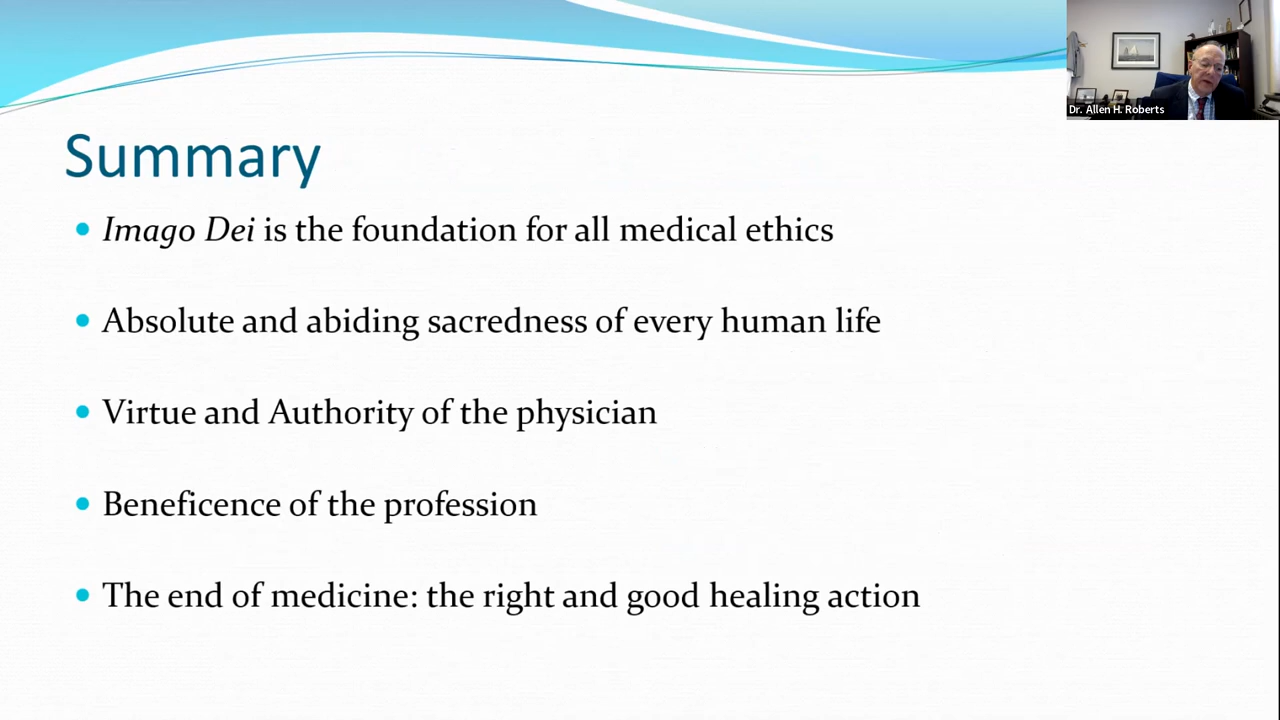 Dr. Allen H. Roberts
Summary
• Imago Dei is the foundation for all medical ethics
• Absolute and abiding sacredness of every human life
• Virtue and Authority of the physician
• Beneficence of the profession
• The end of medicine: the right and good healing action